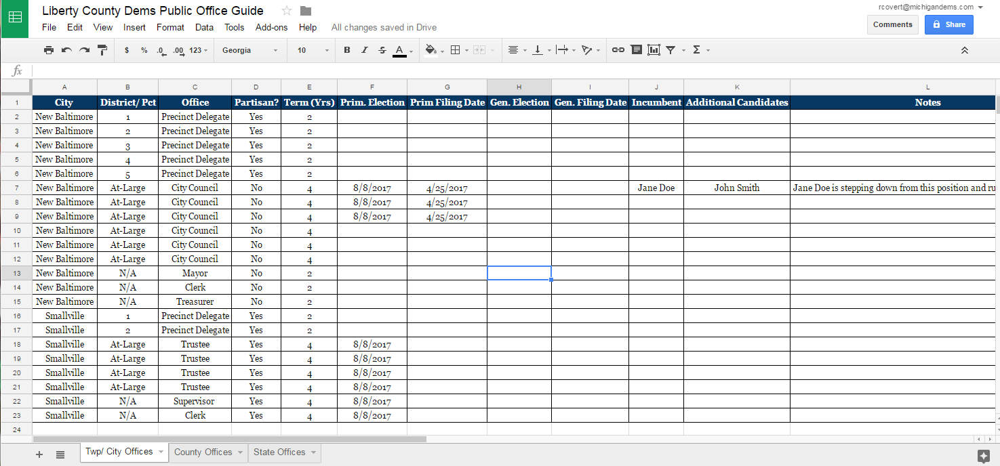 Liberty County Dems Public Office Guide
rcovert@michigandems.com
File Edit View Insert Format Data Tools Add-ons Help All changes saved in Drive
Comments Share
$ % .0 .00 123 Georgia 10 B I S A Σ
fx
A B C D E F G H I J K L
1 City District/ Pct Office Partisan? Term (Yrs) Prim. Election Prim Filing Date Gen. Election Gen. Filing Date Incumbent Additional Candidates Notes
2 New Baltimore 1 Precinct Delegate Yes 2
3 New Baltimore 2 Precinct Delegate Yes 2
4 New Baltimore 3 Precinct Delegate Yes 2
5 New Baltimore 4 Precinct Delegate Yes 2
6 New Baltimore 5 Precinct Delegate Yes 2
7 New Baltimore At-Large City Council No 4 8/8/2017 4/25/2017 Jane Doe John Smith Jane Doe is stepping down from this position and ru
8 New Baltimore At-Large City Council No 4 8/8/2017 4/25/2017
9 New Baltimore At-Large City Council No 4 8/8/2017 4/25/2017
10 New Baltimore At-Large City Council No 4
11 New Baltimore At-Large City Council No 4
12 New Baltimore At-Large City Council No 4
13 New Baltimore N/A Mayor No 2
14 New Baltimore N/A Clerk No 2
15 New Baltimore N/A Treasurer No 2
16 Smallville 1 Precinct Delegate Yes 2
17 Smallville 2 Precinct Delegate Yes 2
18 Smallville At-Large Trustee Yes 4 8/8/2017
19 Smallville At-Large Trustee Yes 4 8/8/2017
20 Smallville At-Large Trustee Yes 4 8/8/2017
21 Smallville At-Large Trustee Yes 4 8/8/2017
22 Smallville N/A Supervisor Yes 4 8/8/2017
23 Smallville N/A Clerk Yes 4 8/8/2017
24
Twp/ City Offices County Offices State Offices